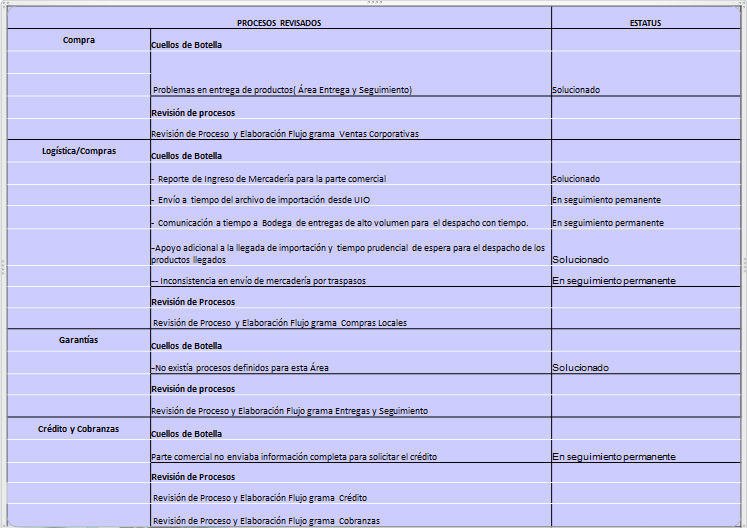 PROCESOS REVISADOS ESTATUS
Compra Cuellos de Botella
Problemas en entrega de productos( Área Entrega y Seguimiento) Solucionado
Revisión de procesos
Revisión de Proceso y Elaboración Flujo grama Ventas Corporativas
Logística/Compras Cuellos de Botella
- Reporte de Ingreso de Mercadería para la parte comercial Solucionado
- Envío a tiempo del archivo de importación desde UIO En seguimiento pemanente
- Comunicación a tiempo a Bodega de entregas de alto volumen para el despacho con tiempo. En seguimiento permanente
-Apoyo adicional a la llegada de importación y tiempo prudencial de espera para el despacho de los
productos llegados Solucionado
-- Inconsistencia en envío de mercadería por traspasos En seguimiento permanente
Revisión de Procesos
Revisión de Proceso y Elaboración Flujo grama Compras Locales
Garantías Cuellos de Botella
-No existía procesos definidos para esta Área Solucionado
Revisión de procesos
Revisión de Proceso y Elaboración Flujo grama Entregas y Seguimiento
Crédito y Cobranzas Cuellos de Botella
Parte comercial no enviaba información completa para solicitar el crédito En seguimiento permanente
Revisión de Procesos
Revisión de Proceso y Elaboración Flujo grama Crédito
Revisión de Proceso y Elaboración Flujo grama Cobranzas